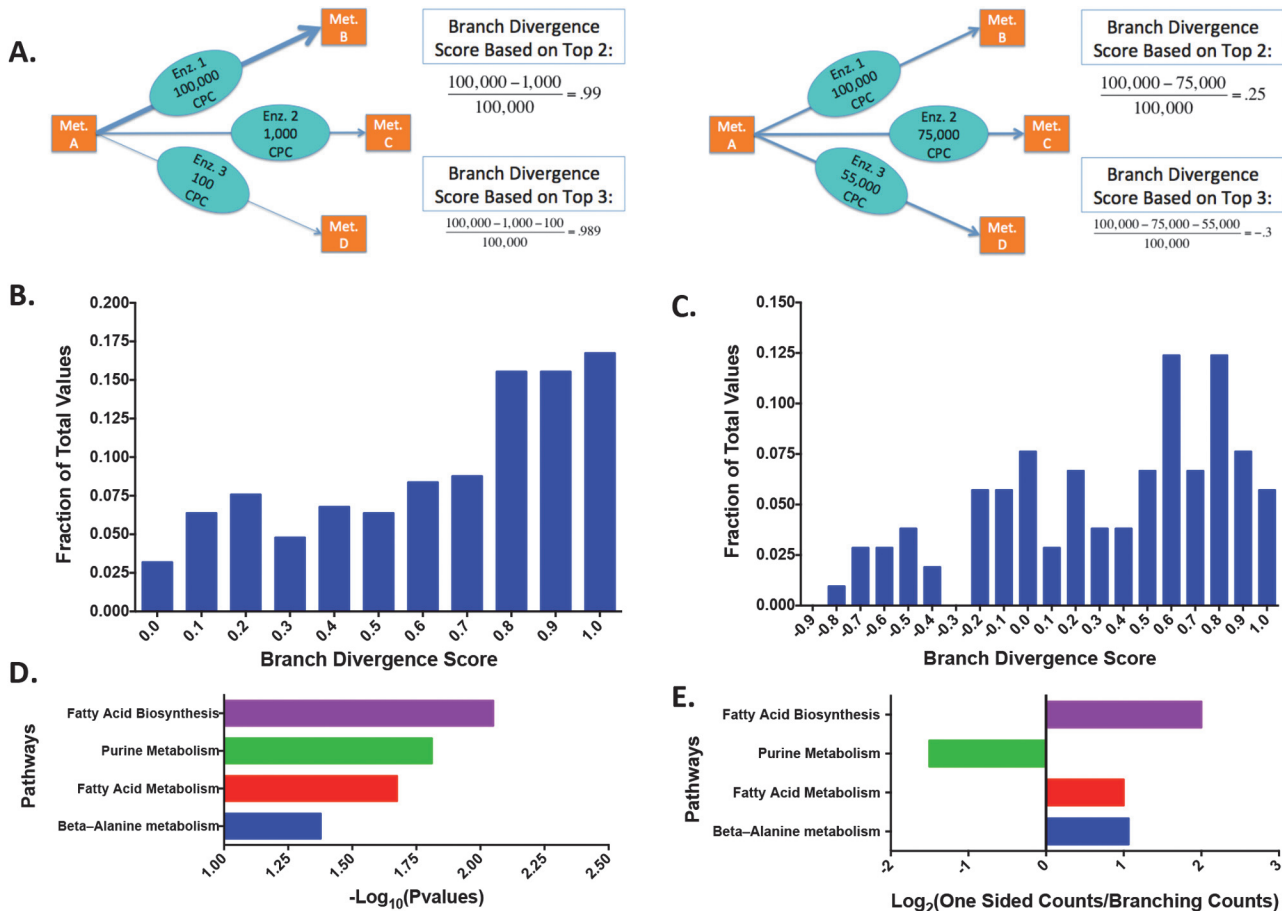 A.
Met.
A
Enz. 1
100,000
CPC
Enz. 2
1,000
CPC
Enz. 3
100
CPC
Met.
B
Met.
C
Met.
D
Branch Divergence
Score Based on Top 2:
100,000 – 1,000
100,000
= .99
Branch Divergence
Score Based on Top 3:
100,000 – 1,000 – 100
100,000
= .989
Met.
A
Enz. 1
100,000
CPC
Enz. 2
75,000
CPC
Enz. 3
55,000
CPC
Met.
B
Met.
C
Met.
D
Branch Divergence
Score Based on Top 2:
100,000 – 75,000
100,000
= .25
Branch Divergence
Score Based on Top 3:
100,000 – 75,000 – 55,000
100,000
= –.3
B.
Fraction of Total Values
0.200
0.175
0.150
0.125
0.100
0.075
0.050
0.025
0.000
0.0 0.1 0.2 0.3 0.4 0.5 0.6 0.7 0.8 0.9 1.0
Branch Divergence Score
C.
Fraction of Total Values
0.150
0.125
0.100
0.075
0.050
0.025
0.000
-0.9 -0.8 -0.7 -0.6 -0.5 -0.4 -0.3 -0.2 -0.1 0.0 0.1 0.2 0.3 0.4 0.5 0.6 0.7 0.8 0.9 1.0
Branch Divergence Score
D.
Pathways
Fatty Acid Biosynthesis
Purine Metabolism
Fatty Acid Metabolism
Beta–Alanine metabolism
1.00 1.25 1.50 1.75 2.00 2.25 2.50
-Log10(Pvalues)
E.
Pathways
Fatty Acid Biosynthesis
Purine Metabolism
Fatty Acid Metabolism
Beta–Alanine metabolism
-2 -1 0 1 2 3
Log2(One Sided Counts/Branching Counts)